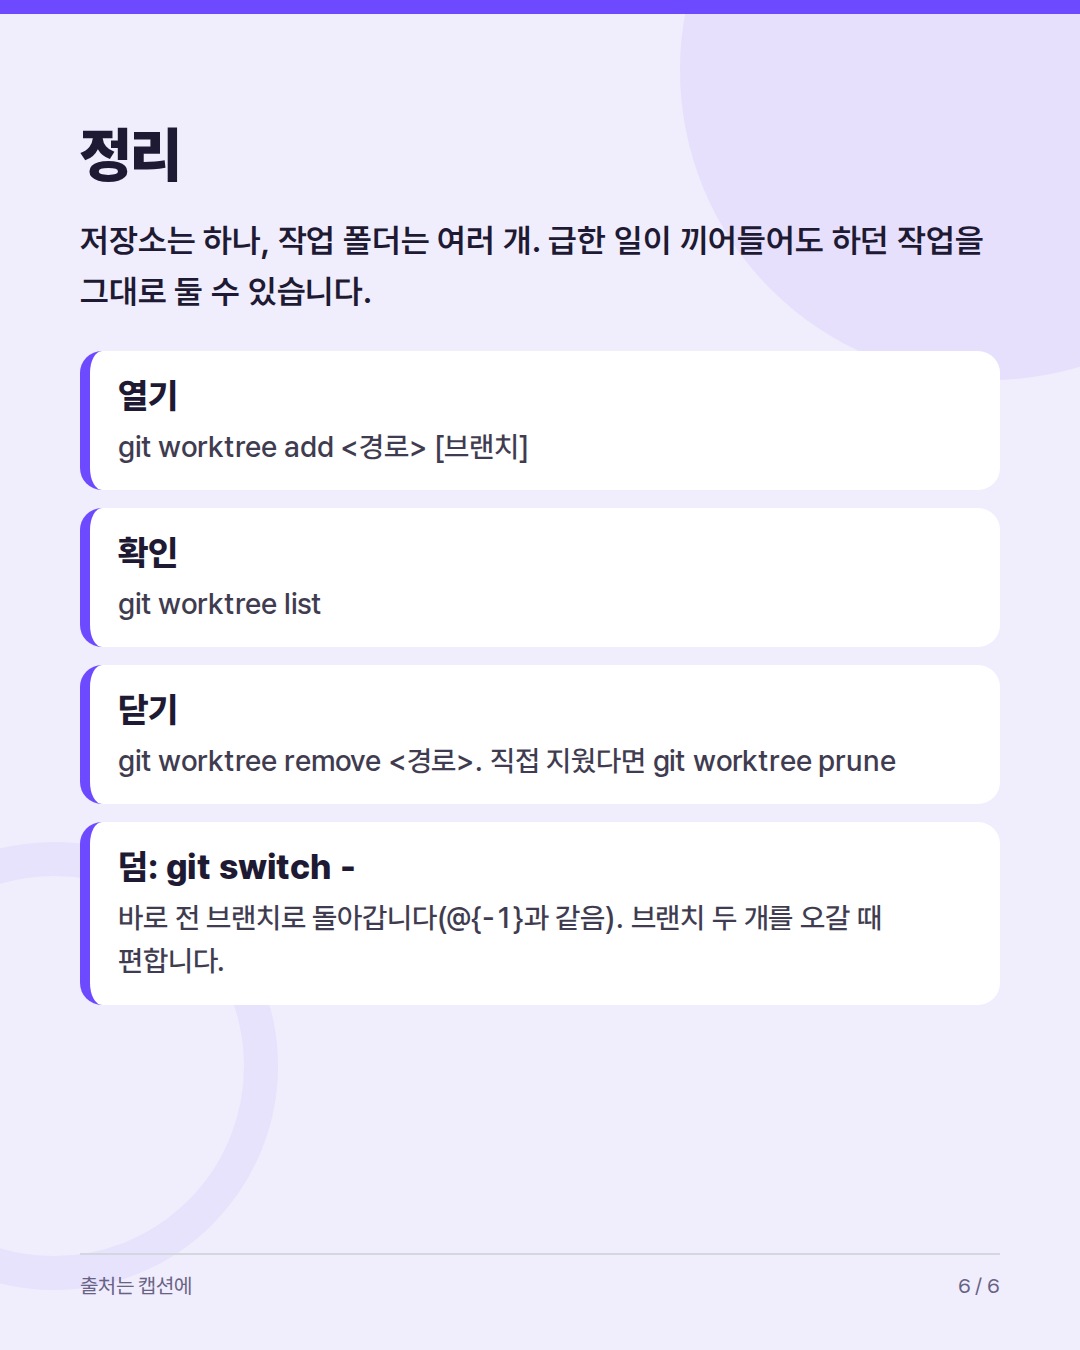 정리
저장소는 하나, 작업 폴더는 여러 개. 급한 일이 끼어들어도 하던 작업을
그대로 둘 수 있습니다.
열기
git worktree add <경로> [브랜치]
확인
git worktree list
닫기
git worktree remove <경로>. 직접 지웠다면 git worktree prune
덤: git switch -
바로 전 브랜치로 돌아갑니다(@{-1}과 같음). 브랜치 두 개를 오갈 때
편합니다.
출처는 캡션에
6 / 6